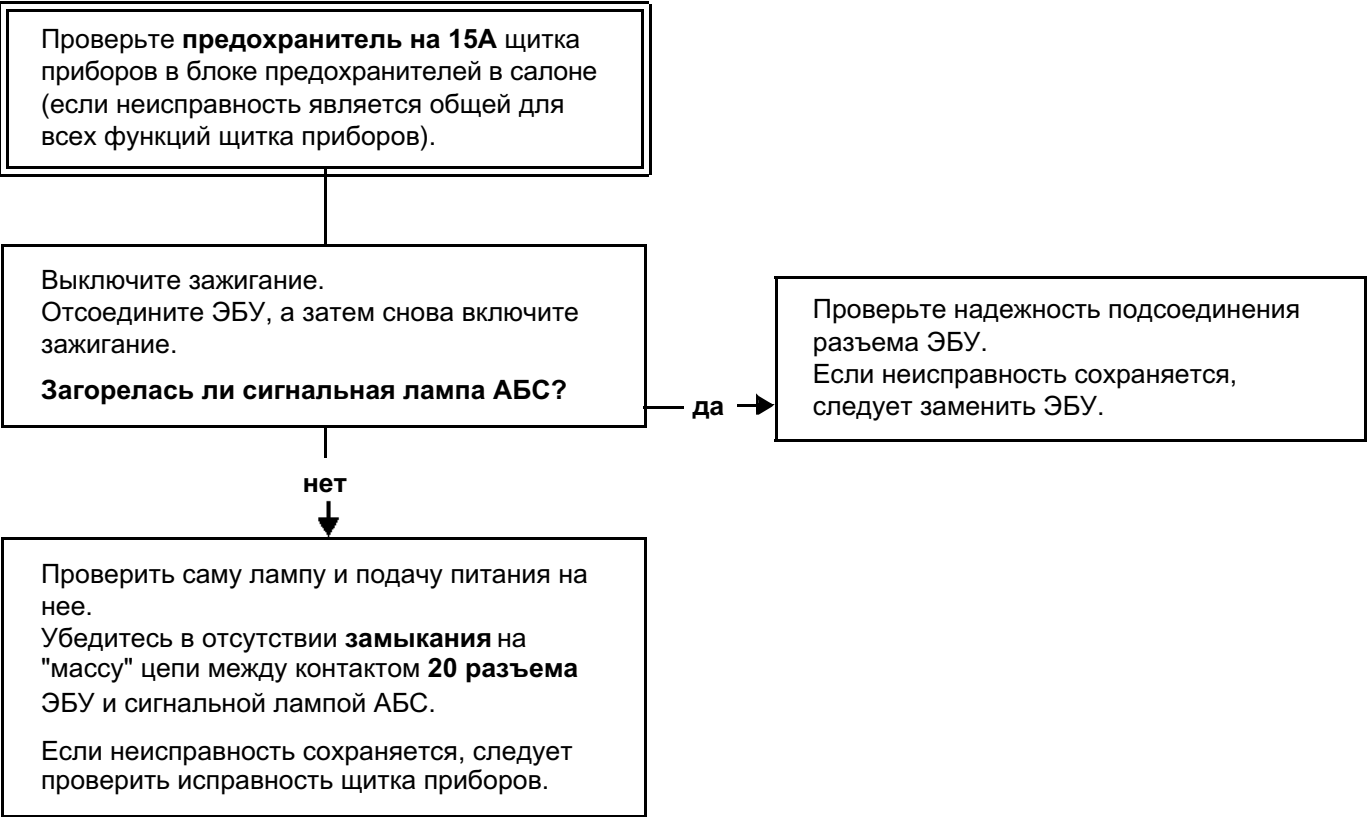 Проверьте предохранитель на 15А щитка
приборов в блоке предохранителей в салоне
(если неисправность является общей для
всех функций щитка приборов).
Выключите зажигание.
Отсоедините ЭБУ, а затем снова включите
зажигание.
Загорелась ли сигнальная лампа АБС?
да
Проверьте надежность подсоединения
разъема ЭБУ.
Если неисправность сохраняется,
следует заменить ЭБУ.
нет
Проверить саму лампу и подачу питания на
нее.
Убедитесь в отсутствии замыкания на
"массу" цепи между контактом 20 разъема
ЭБУ и сигнальной лампой АБС.
Если неисправность сохраняется, следует
проверить исправность щитка приборов.